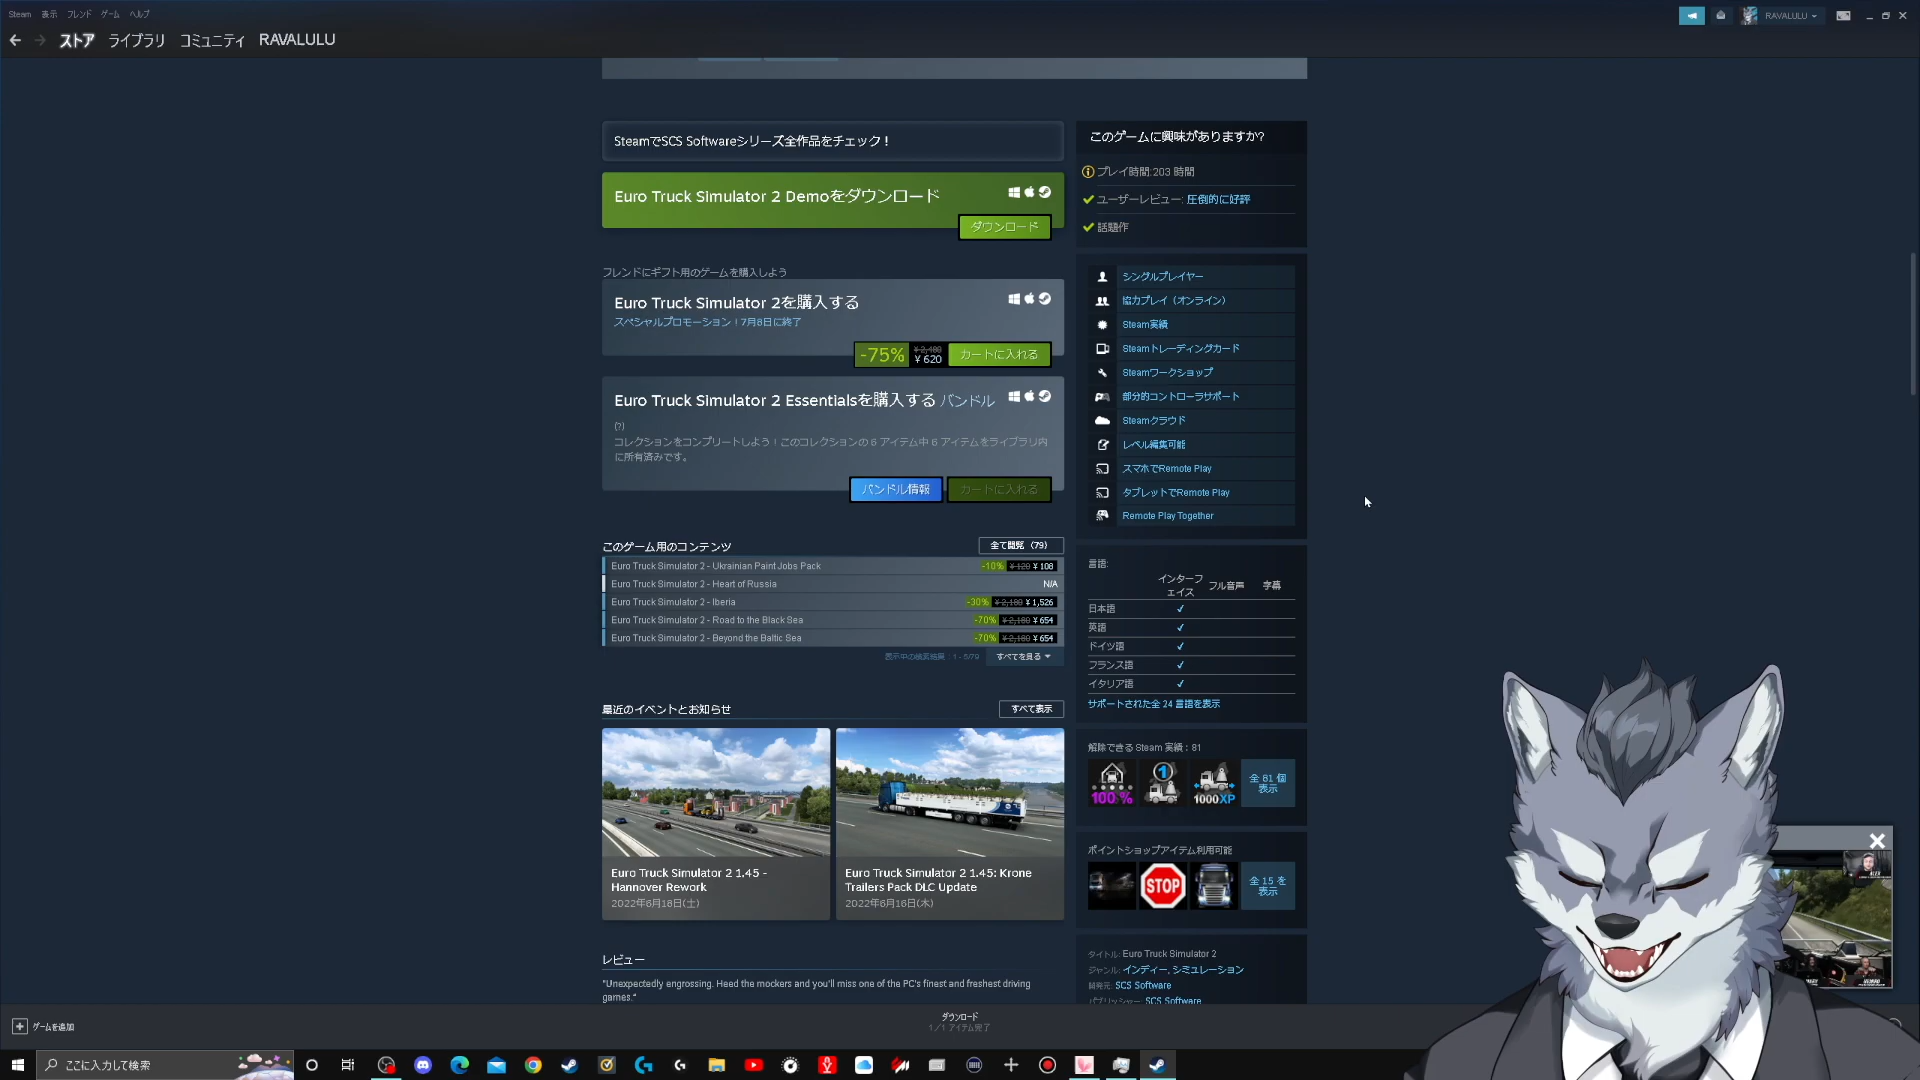 Steam 表示 フレンド ゲーム ヘルプ
RAVALULU
ストア ライブラリ コミュニティ RAVALULU
SteamでSCS Softwareシリーズ全作品をチェック！
Euro Truck Simulator 2 Demoをダウンロード
ダウンロード
フレンドにギフト用のゲームを購入しよう
Euro Truck Simulator 2を購入する
スペシャルプロモーション！7月8日に終了
-75% ¥ 2,480 ¥ 620 カートに入れる
Euro Truck Simulator 2 Essentialsを購入する バンドル
(?)
コレクションをコンプリートしよう！このコレクションの 6 アイテム中 6 アイテムをライブラリ内
に所有済みです。
バンドル情報 カートに入れる
このゲーム用のコンテンツ 全て閲覧 (79)
Euro Truck Simulator 2 - Ukrainian Paint Jobs Pack -10% ¥ 120 ¥ 108
Euro Truck Simulator 2 - Heart of Russia N/A
Euro Truck Simulator 2 - Iberia -30% ¥ 2,180 ¥ 1,526
Euro Truck Simulator 2 - Road to the Black Sea -70% ¥ 2,180 ¥ 654
Euro Truck Simulator 2 - Beyond the Baltic Sea -70% ¥ 2,180 ¥ 654
表示中の検索結果：1 - 5/79 すべてを見る
最近のイベントとお知らせ すべて表示
Euro Truck Simulator 2 1.45 -
Hannover Rework
2022年6月18日(土)
Euro Truck Simulator 2 1.45: Krone
Trailers Pack DLC Update
2022年6月16日(木)
レビュー
"Unexpectedly engrossing. Heed the mockers and you'll miss one of the PC's finest and freshest driving
games."
このゲームに興味がありますか?
プレイ時間:203 時間
ユーザーレビュー: 圧倒的に好評
話題作
シングルプレイヤー
協力プレイ（オンライン）
Steam実績
Steamトレーディングカード
Steamワークショップ
部分的コントローラサポート
Steamクラウド
レベル編集可能
スマホでRemote Play
タブレットでRemote Play
Remote Play Together
言語:
インターフ
ェイス フル音声 字幕
日本語 ✓
英語 ✓
ドイツ語 ✓
フランス語 ✓
イタリア語 ✓
サポートされた全 24 言語を表示
解除できる Steam 実績：81
100%
1
1000XP
全 81 個
表示
ポイントショップアイテム利用可能
STOP
全 15 を
表示
タイトル: Euro Truck Simulator 2
ジャンル: インディー, シミュレーション
開発元: SCS Software
パブリッシャー: SCS Software
ALEX
ゲームを追加
ダウンロード
1／1 アイテム完了
ここに入力して検索